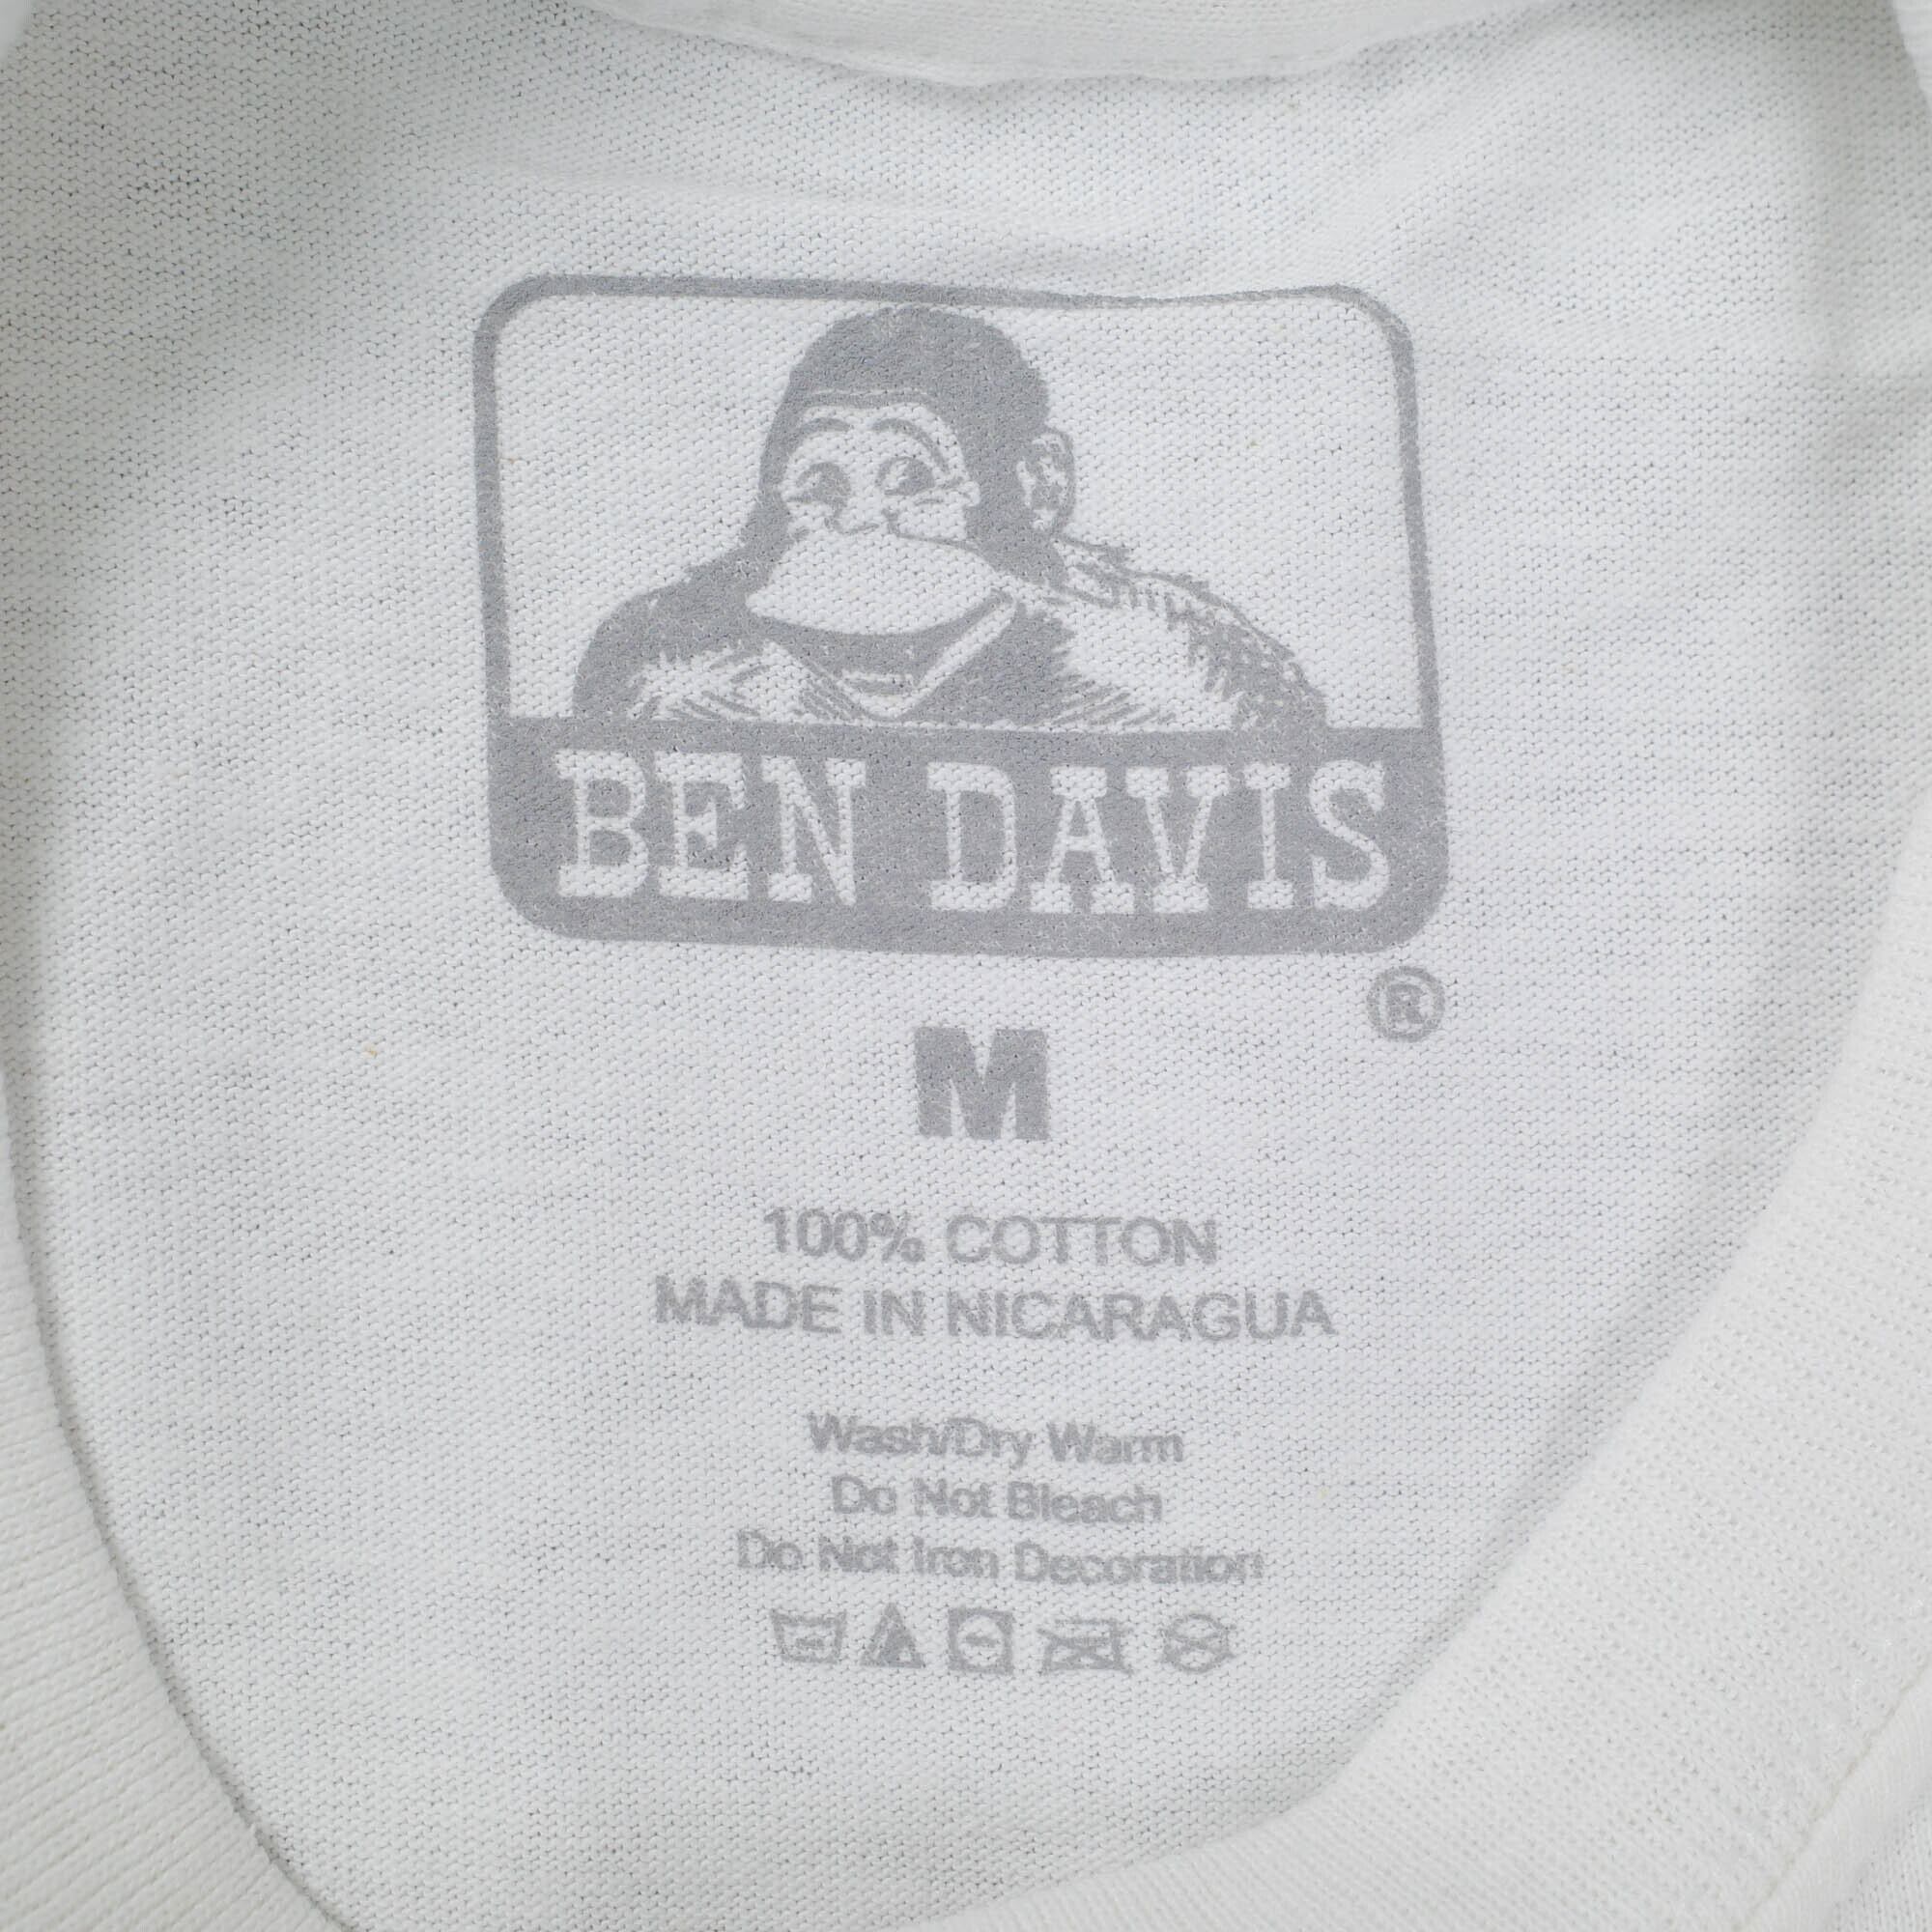 BEN DAVIS
®
M
100% COTTON
MADE IN NICARAGUA
Wash/Dry Warm
Do Not Bleach
Do Not Iron Decoration